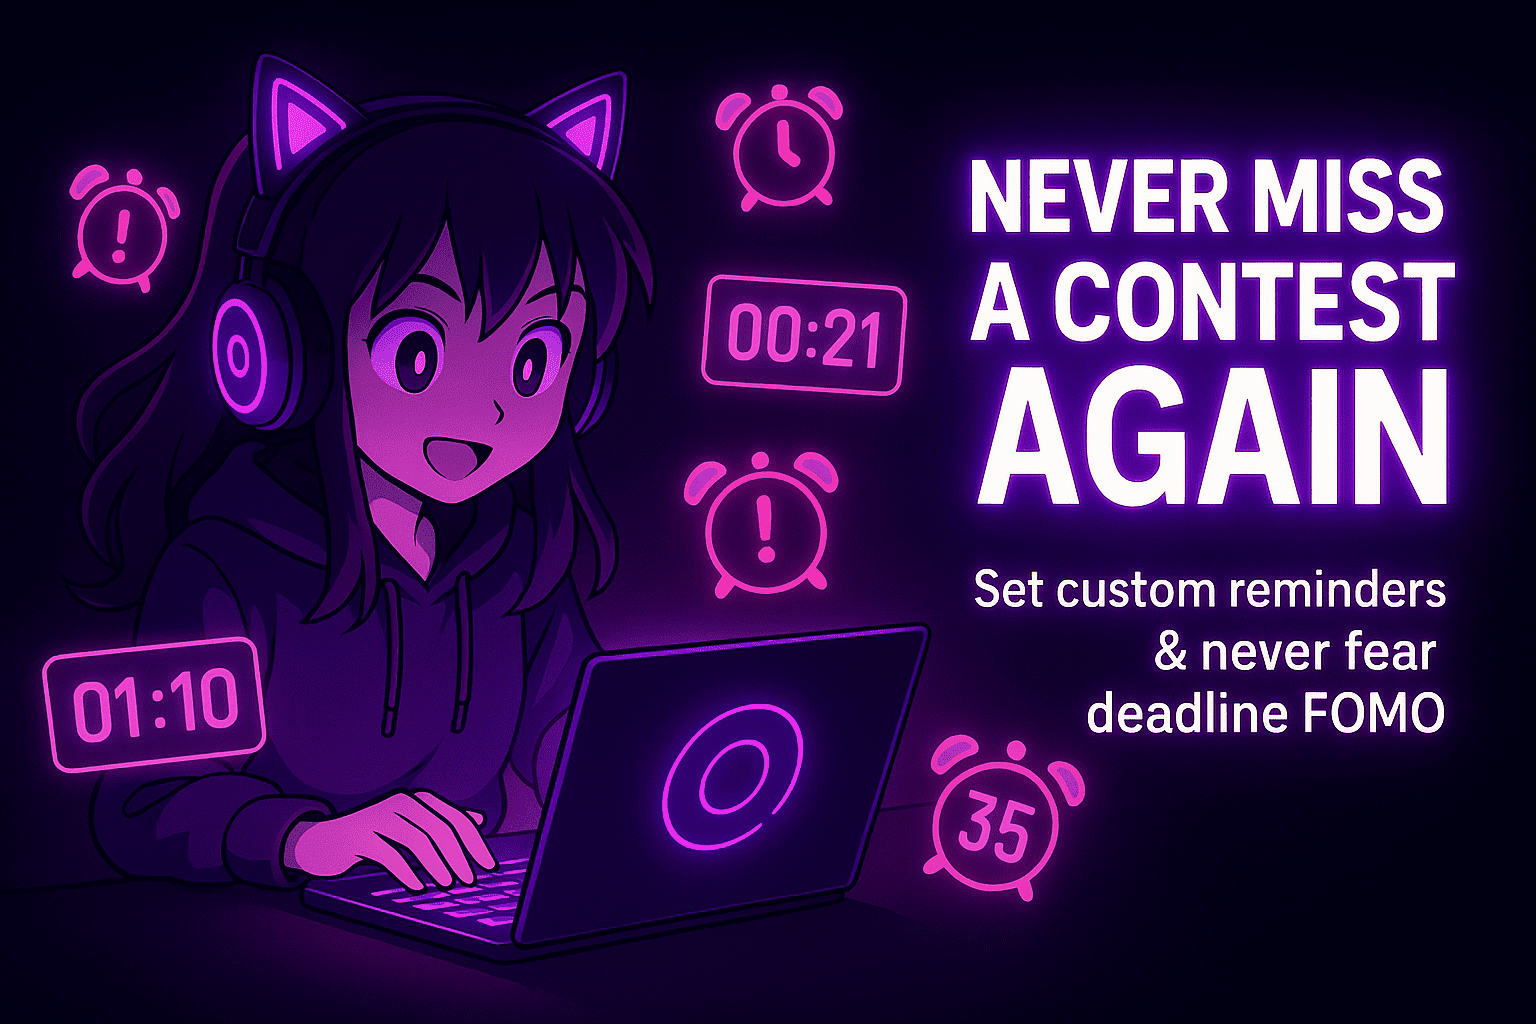 !
00:21
!
01:10
35
NEVER MISS
A CONTEST
AGAIN
Set custom reminders
& never fear
deadline FOMO